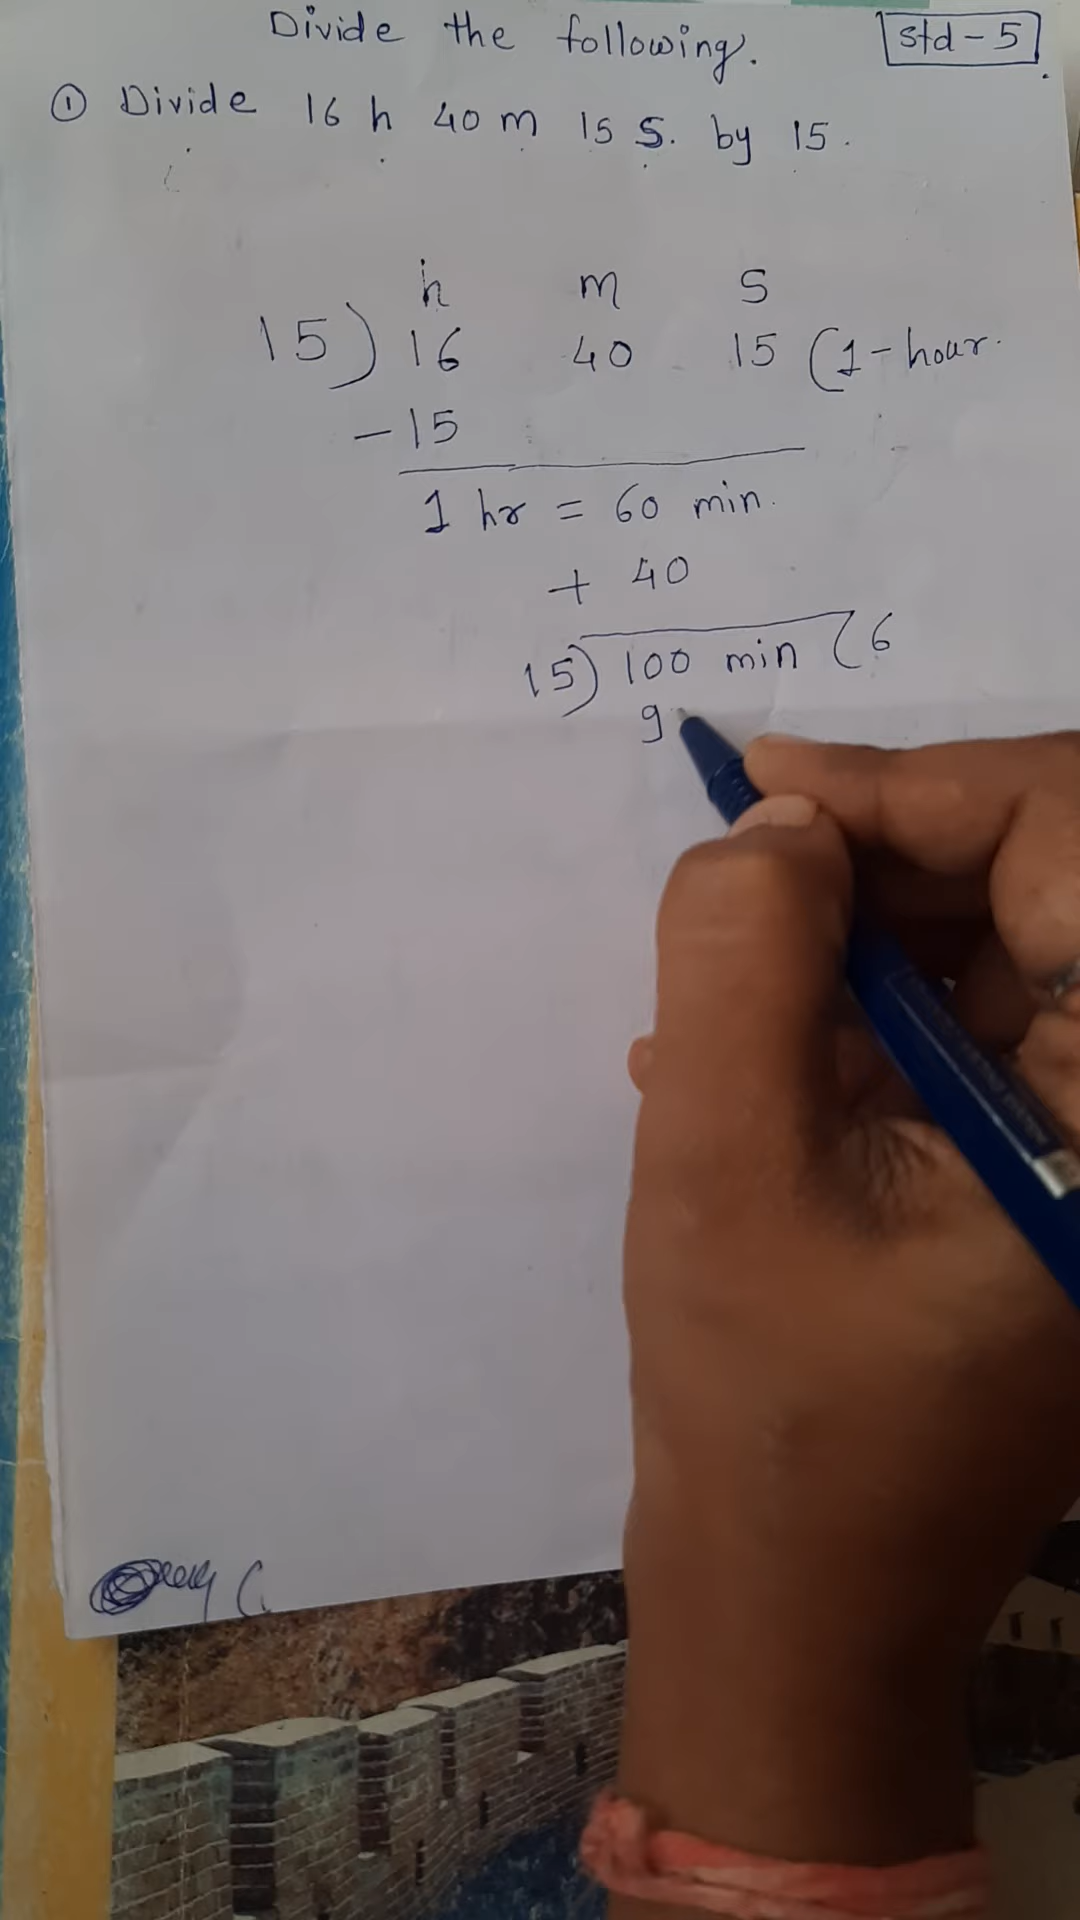 Divide the following.
Std-5
① Divide 16 h 40 m 15 S. by 15.
h m S
15) 16 40 15 (1-hour.
-15
1 hr = 60 min.
+ 40
15) 100 min (6
9